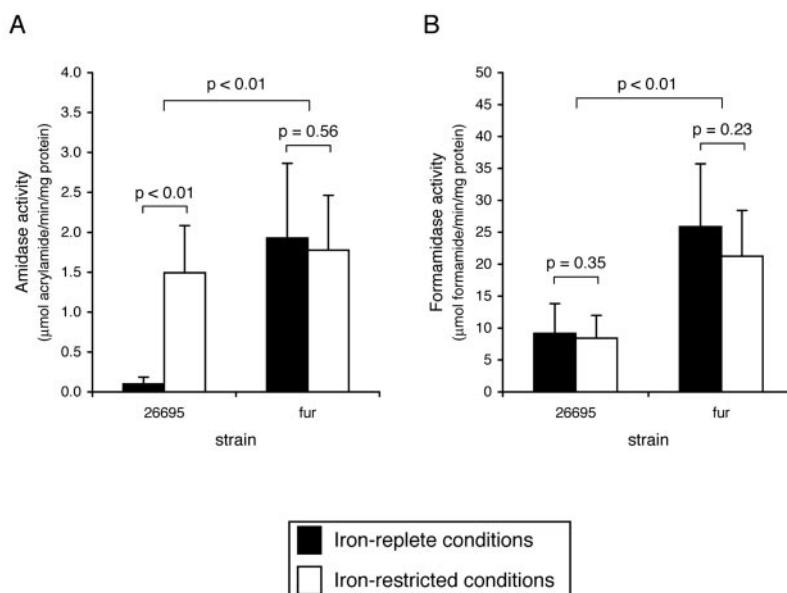 A
Amidase activity
(µmol acrylamide/min/mg protein)
4.0
3.5
3.0
2.5
2.0
1.5
1.0
0.5
0.0
p < 0.01
p = 0.56
p < 0.01
26695
fur
strain
B
Formamidase activity
(µmol formamide/min/mg protein)
50
45
40
35
30
25
20
15
10
5
0
p < 0.01
p = 0.23
p = 0.35
26695
fur
strain
Iron-replete conditions
Iron-restricted conditions